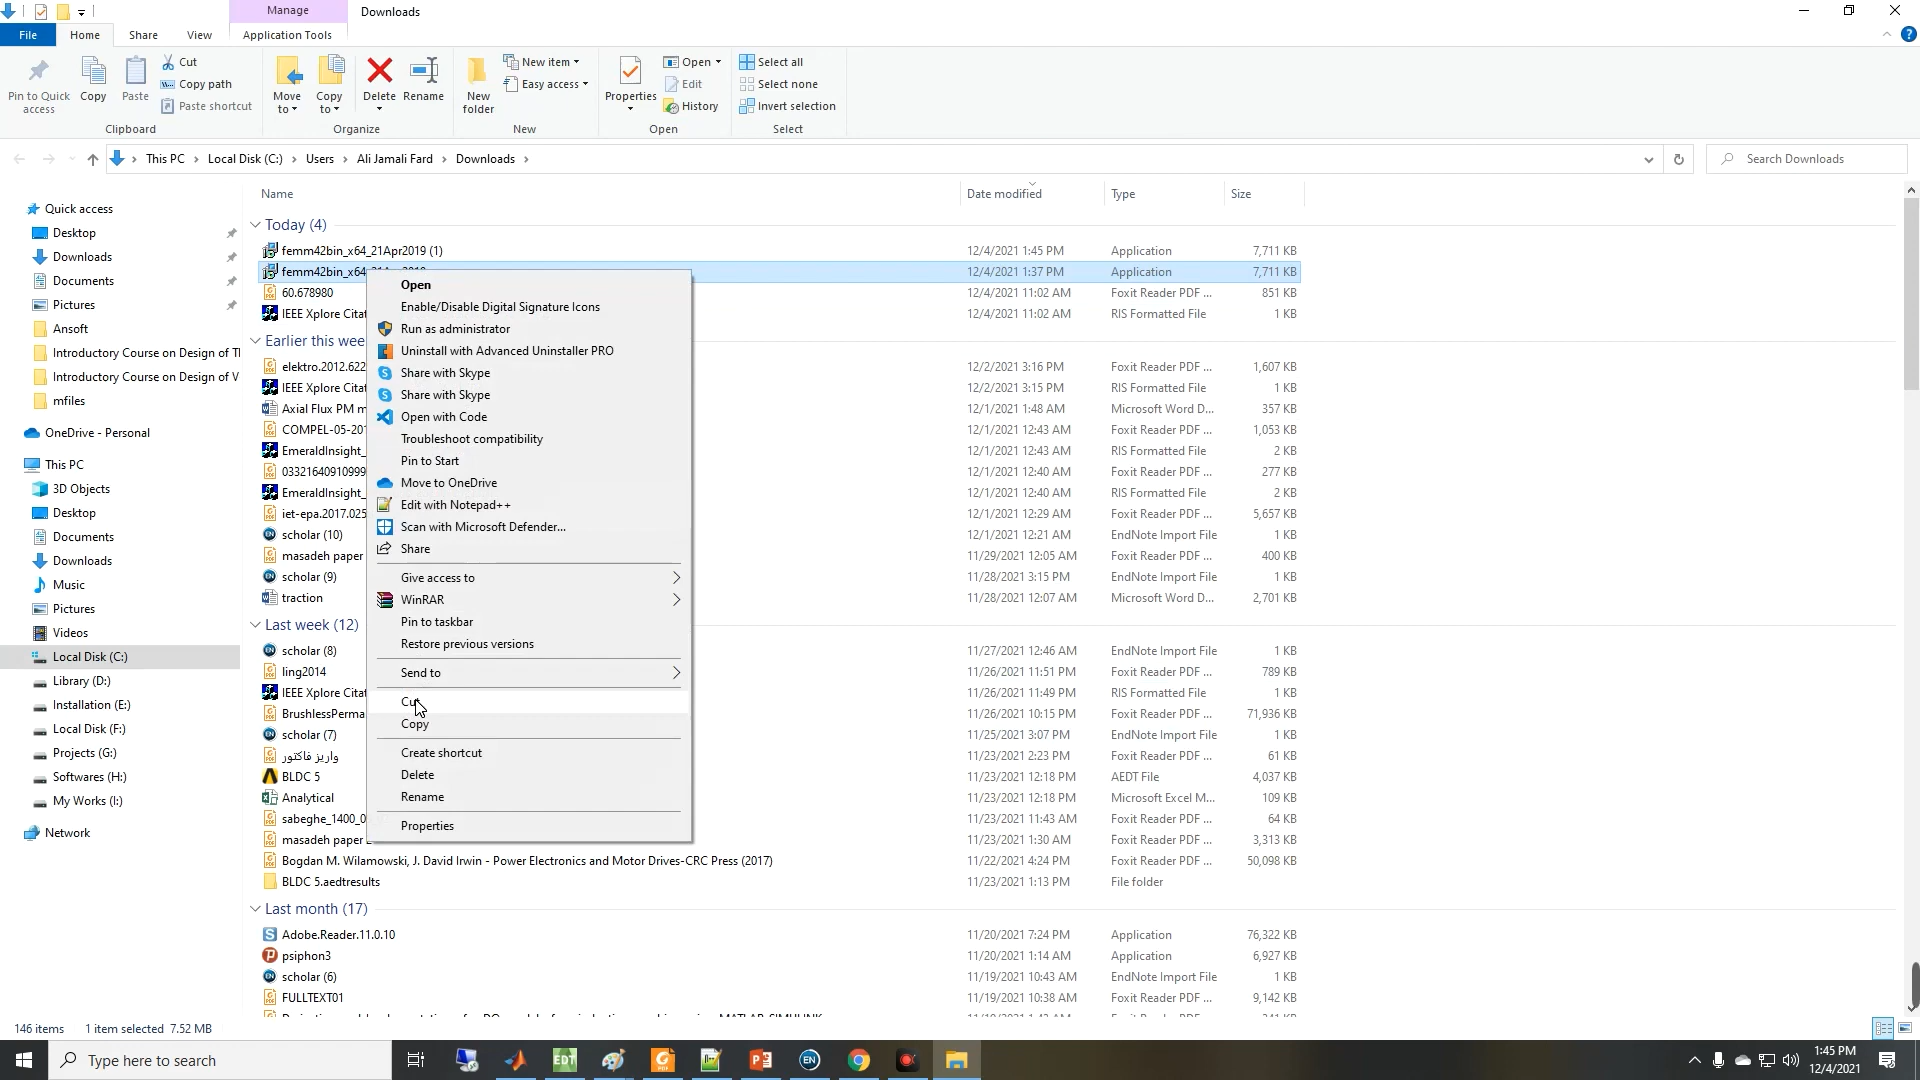 Manage
Downloads
File
Home
Share
View
Application Tools
Pin to Quick access
Copy
Paste
Cut
Copy path
Paste shortcut
Clipboard
Move to
Copy to
Delete
Rename
Organize
New folder
New item
Easy access
New
Properties
Open
Edit
History
Open
Select all
Select none
Invert selection
Select
This PC > Local Disk (C:) > Users > Ali Jamali Fard > Downloads >
Search Downloads
Name
Date modified
Type
Size
Quick access
Desktop
Downloads
Documents
Pictures
Ansoft
Introductory Course on Design of
Introductory Course on Design of V
mfiles
OneDrive - Personal
This PC
3D Objects
Desktop
Documents
Downloads
Music
Pictures
Videos
Local Disk (C:)
Library (D:)
Installation (E:)
Local Disk (F:)
Projects (G:)
Softwares (H:)
My Works (I:)
Network
Today (4)
femm42bin_x64_21Apr2019 (1) 12/4/2021 1:45 PM Application 7,711 KB
femm42bin_x64 12/4/2021 1:37 PM Application 7,711 KB
60.678980 12/4/2021 11:02 AM Foxit Reader PDF ... 851 KB
IEEE Xplore Citat 12/4/2021 11:02 AM RIS Formatted File 1 KB
Earlier this wee
elektro.2012.622 12/2/2021 3:16 PM Foxit Reader PDF ... 1,607 KB
IEEE Xplore Citat 12/2/2021 3:15 PM RIS Formatted File 1 KB
Axial Flux PM m 12/1/2021 1:48 AM Microsoft Word D... 357 KB
COMPEL-05-201 12/1/2021 12:43 AM Foxit Reader PDF ... 1,053 KB
EmeraldInsight_ 12/1/2021 12:43 AM RIS Formatted File 2 KB
03321640910999 12/1/2021 12:40 AM Foxit Reader PDF ... 277 KB
EmeraldInsight_ 12/1/2021 12:40 AM RIS Formatted File 2 KB
iet-epa.2017.025 12/1/2021 12:29 AM Foxit Reader PDF ... 5,657 KB
scholar (10) 12/1/2021 12:21 AM EndNote Import File 1 KB
masadeh paper 11/29/2021 12:05 AM Foxit Reader PDF ... 400 KB
scholar (9) 11/28/2021 3:15 PM EndNote Import File 1 KB
traction 11/28/2021 12:07 AM Microsoft Word D... 2,701 KB
Last week (12)
scholar (8) 11/27/2021 12:46 AM EndNote Import File 1 KB
ling2014 11/26/2021 11:51 PM Foxit Reader PDF ... 789 KB
IEEE Xplore Citat 11/26/2021 11:49 PM RIS Formatted File 1 KB
BrushlessPerma 11/26/2021 10:15 PM Foxit Reader PDF ... 71,936 KB
scholar (7) 11/25/2021 3:07 PM EndNote Import File 1 KB
واریز فاکتور 11/23/2021 2:23 PM Foxit Reader PDF ... 61 KB
BLDC 5 11/23/2021 12:18 PM AEDT File 4,037 KB
Analytical 11/23/2021 12:18 PM Microsoft Excel M... 109 KB
sabeghe_1400_0 11/23/2021 11:43 AM Foxit Reader PDF ... 64 KB
masadeh paper 11/23/2021 1:30 AM Foxit Reader PDF ... 3,313 KB
Bogdan M. Wilamowski, J. David Irwin - Power Electronics and Motor Drives-CRC Press (2017) 11/22/2021 4:24 PM Foxit Reader PDF ... 50,098 KB
BLDC 5.aedtresults 11/23/2021 1:13 PM File folder
Last month (17)
Adobe.Reader.11.0.10 11/20/2021 7:24 PM Application 76,322 KB
psiphon3 11/20/2021 1:14 AM Application 6,927 KB
scholar (6) 11/19/2021 10:43 AM EndNote Import File 1 KB
FULLTEXT01 11/19/2021 10:38 AM Foxit Reader PDF ... 9,142 KB
Open
Enable/Disable Digital Signature Icons
Run as administrator
Uninstall with Advanced Uninstaller PRO
Share with Skype
Share with Skype
Open with Code
Troubleshoot compatibility
Pin to Start
Move to OneDrive
Edit with Notepad++
Scan with Microsoft Defender...
Share
Give access to
WinRAR
Pin to taskbar
Restore previous versions
Send to
Cut
Copy
Create shortcut
Delete
Rename
Properties
146 items
1 item selected 7.52 MB
Type here to search
EDT
EN
1:45 PM
12/4/2021